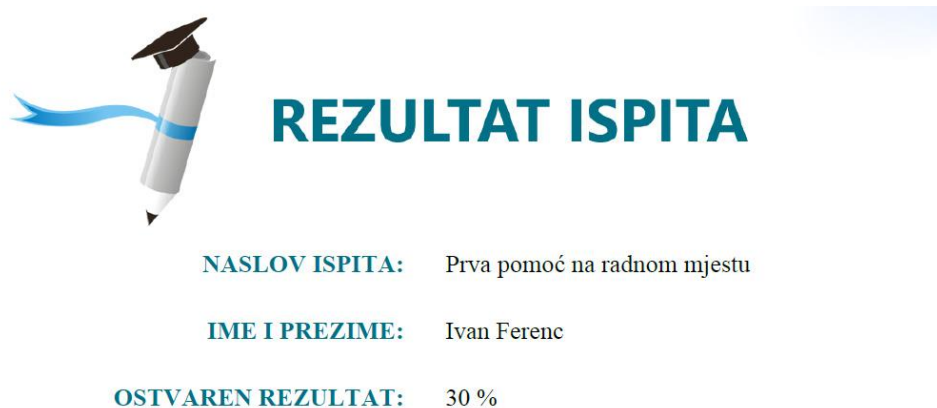 REZULTAT ISPITA
NASLOV ISPITA: Prva pomoć na radnom mjestu
IME I PREZIME: Ivan Ferenc
OSTVAREN REZULTAT: 30 %